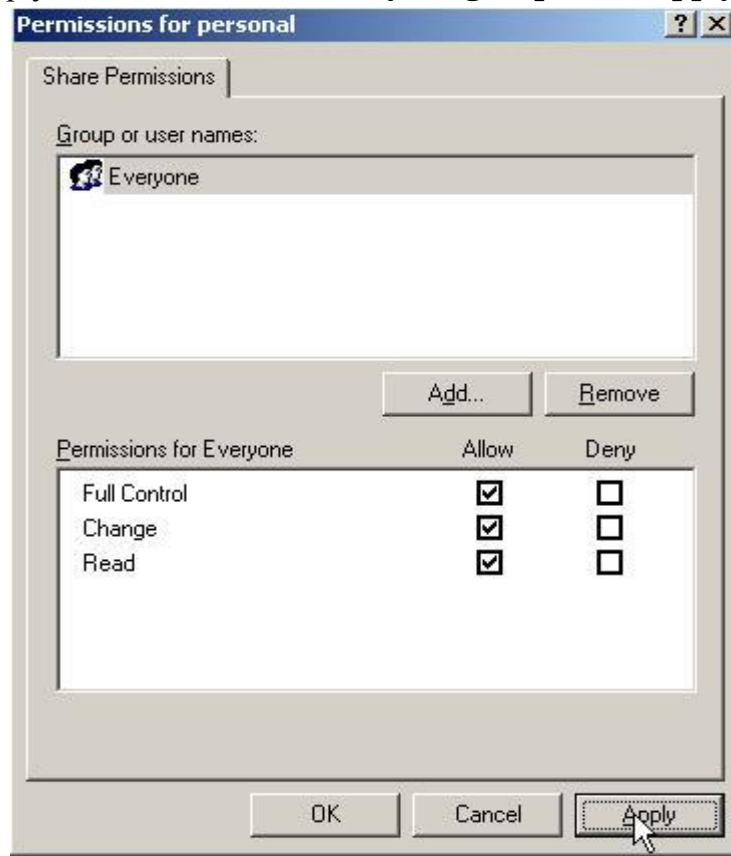 Permissions for personal
Share Permissions
Group or user names:
Everyone
Add... Remove
Permissions for Everyone Allow Deny
Full Control
Change
Read
OK Cancel Apply